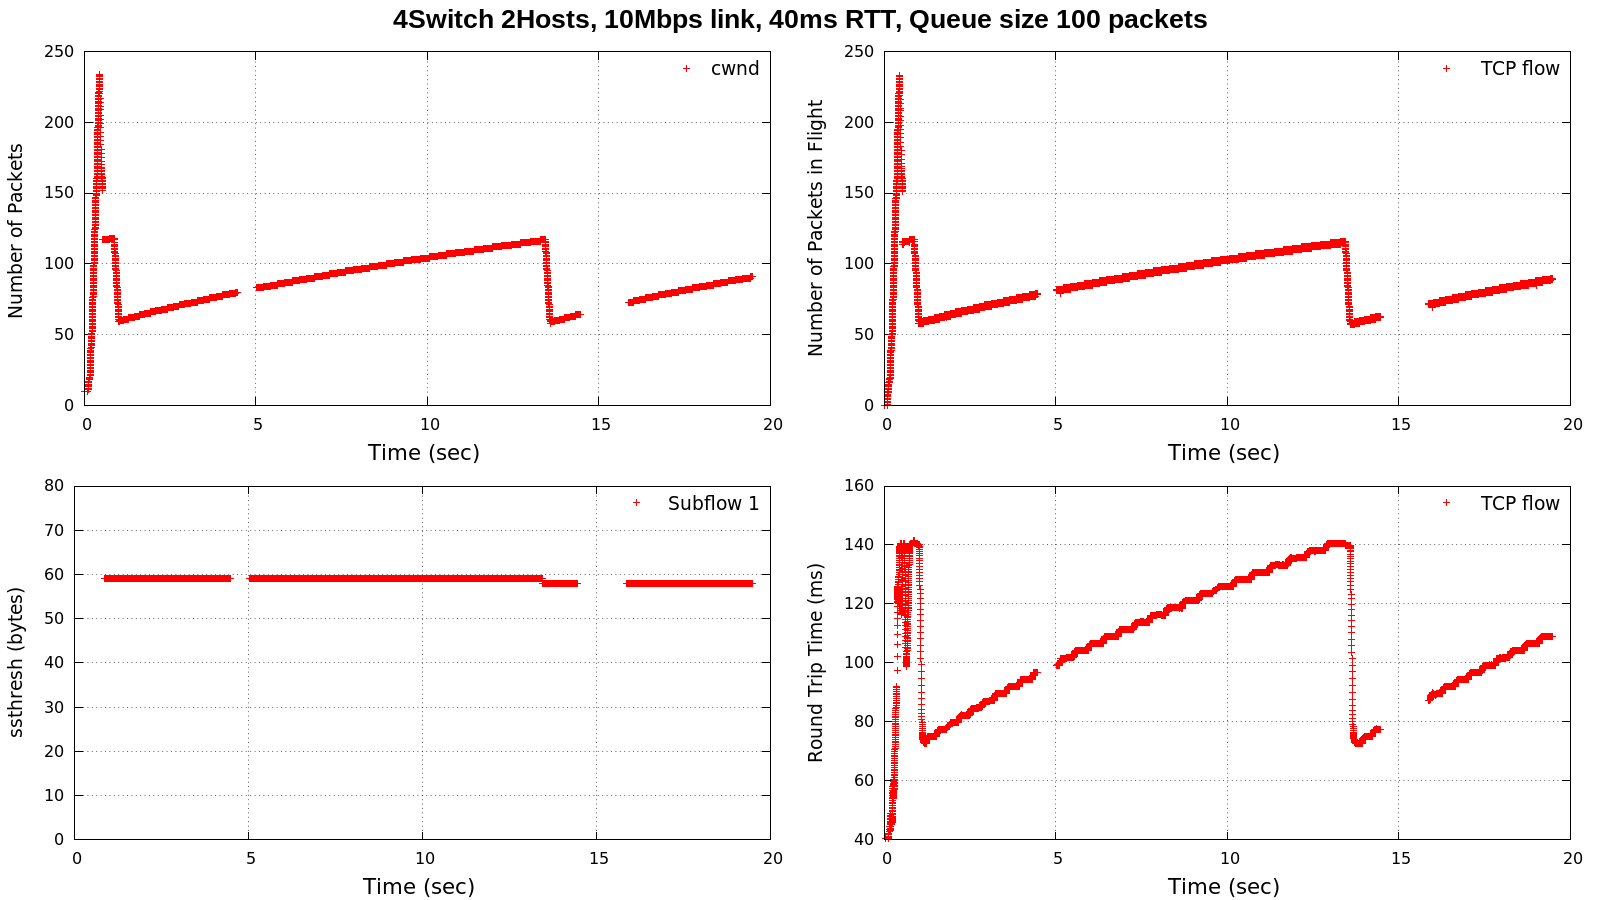 4Switch 2Hosts, 10Mbps link, 40ms RTT, Queue size 100 packets
Number of Packets
250
200
150
100
50
0
0 5 10 15 20
Time (sec)
cwnd
Number of Packets in Flight
250
200
150
100
50
0
0 5 10 15 20
Time (sec)
TCP flow
ssthresh (bytes)
80
70
60
50
40
30
20
10
0
0 5 10 15 20
Time (sec)
Subflow 1
Round Trip Time (ms)
160
140
120
100
80
60
40
0 5 10 15 20
Time (sec)
TCP flow